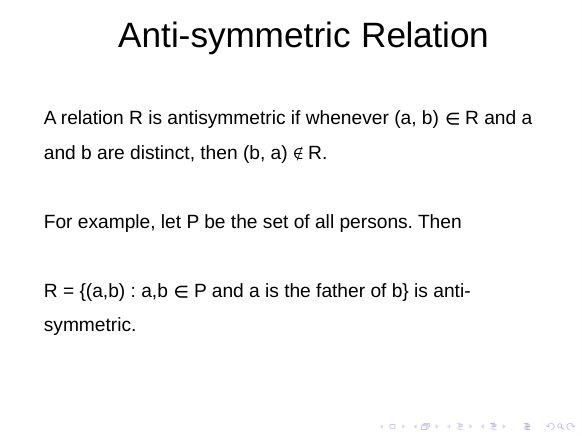 Anti-symmetric Relation
A relation R is antisymmetric if whenever (a, b) ∈ R and a
and b are distinct, then (b, a) ∉ R.
For example, let P be the set of all persons. Then
R = {(a,b) : a,b ∈ P and a is the father of b} is anti-
symmetric.